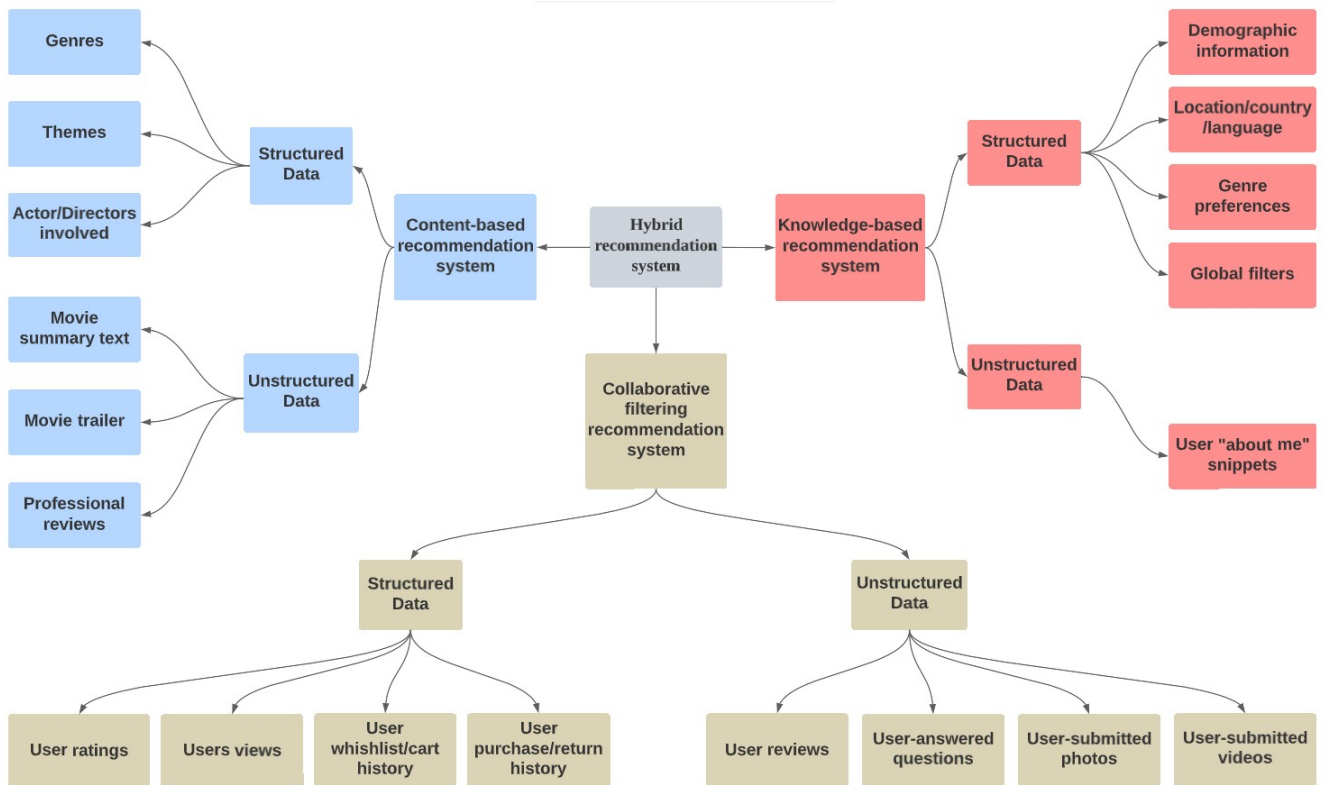 Genres
Themes
Actor/Directors
involved
Structured
Data
Movie
summary text
Movie trailer
Professional
reviews
Unstructured
Data
Content-based
recommendation
system
Hybrid
recommendation
system
Knowledge-based
recommendation
system
Structured
Data
Demographic
information
Location/country
/language
Genre
preferences
Global filters
Unstructured
Data
User "about me"
snippets
Collaborative
filtering
recommendation
system
Structured
Data
User ratings
Users views
User
whishlist/cart
history
User
purchase/return
history
Unstructured
Data
User reviews
User-answered
questions
User-submitted
photos
User-submitted
videos